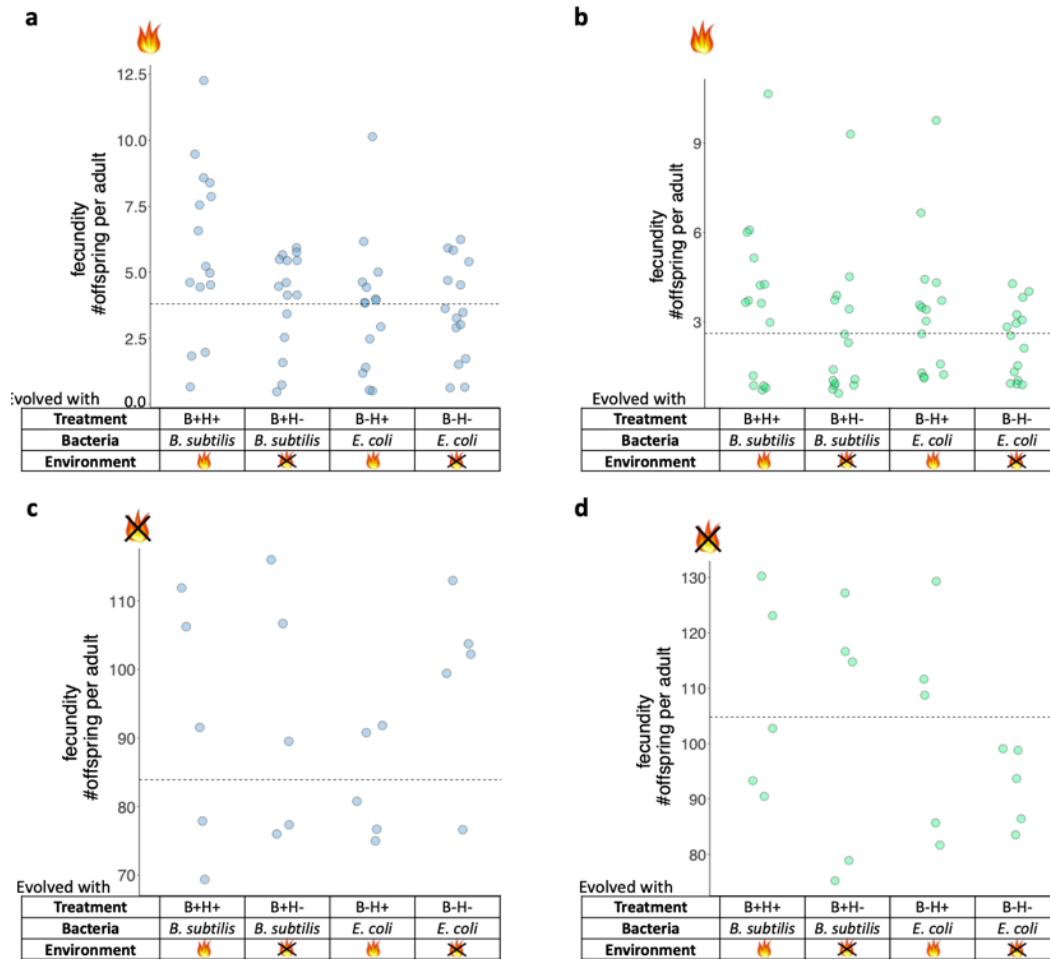 a
12.5
10.0
7.5
5.0
2.5
0.0
fecundity
#offspring per adult
:volved with
Treatment B+H+ B+H- B-H+ B-H-
Bacteria B. subtilis B. subtilis E. coli E. coli
Environment
b
9
6
3
fecundity
#offspring per adult
Evolved with
Treatment B+H+ B+H- B-H+ B-H-
Bacteria B. subtilis B. subtilis E. coli E. coli
Environment
c
110
100
90
80
70
fecundity
#offspring per adult
Evolved with
Treatment B+H+ B+H- B-H+ B-H-
Bacteria B. subtilis B. subtilis E. coli E. coli
Environment
d
130
120
110
100
90
80
fecundity
#offspring per adult
Evolved with
Treatment B+H+ B+H- B-H+ B-H-
Bacteria B. subtilis B. subtilis E. coli E. coli
Environment